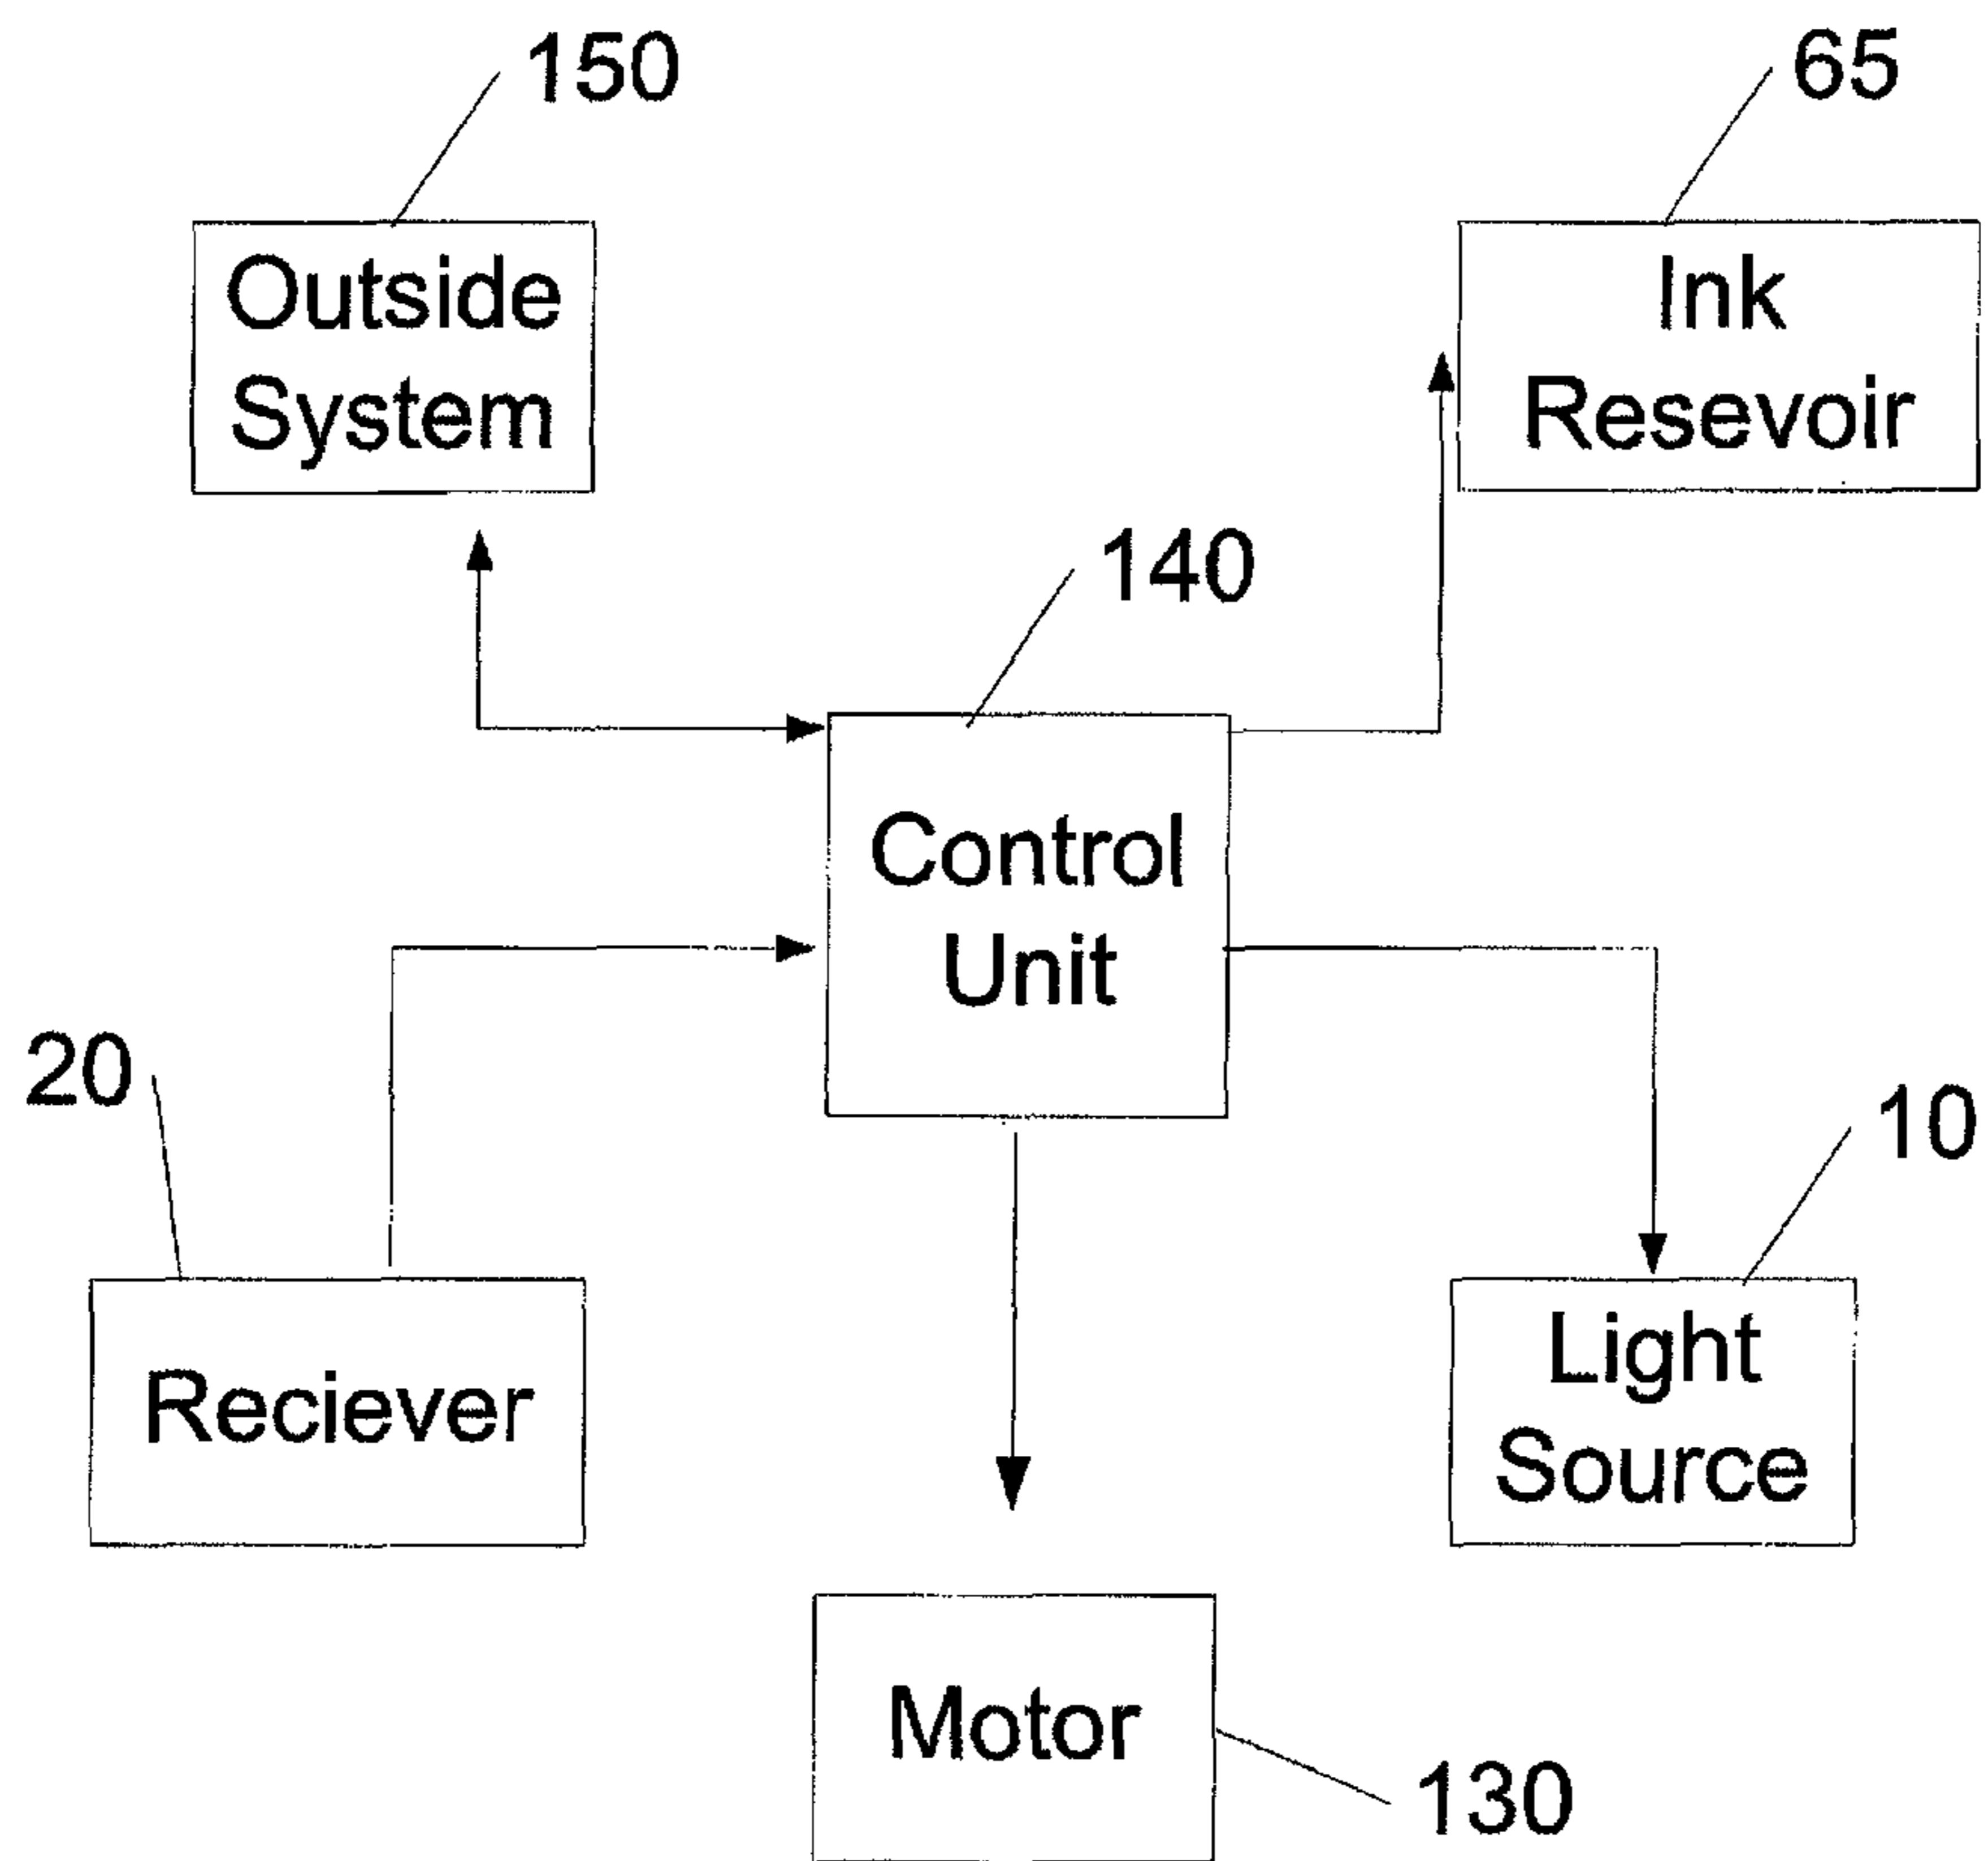 150
65
Outside
System
Ink
Resevoir
140
Control
Unit
20
10
Reciever
Light
Source
Motor
130